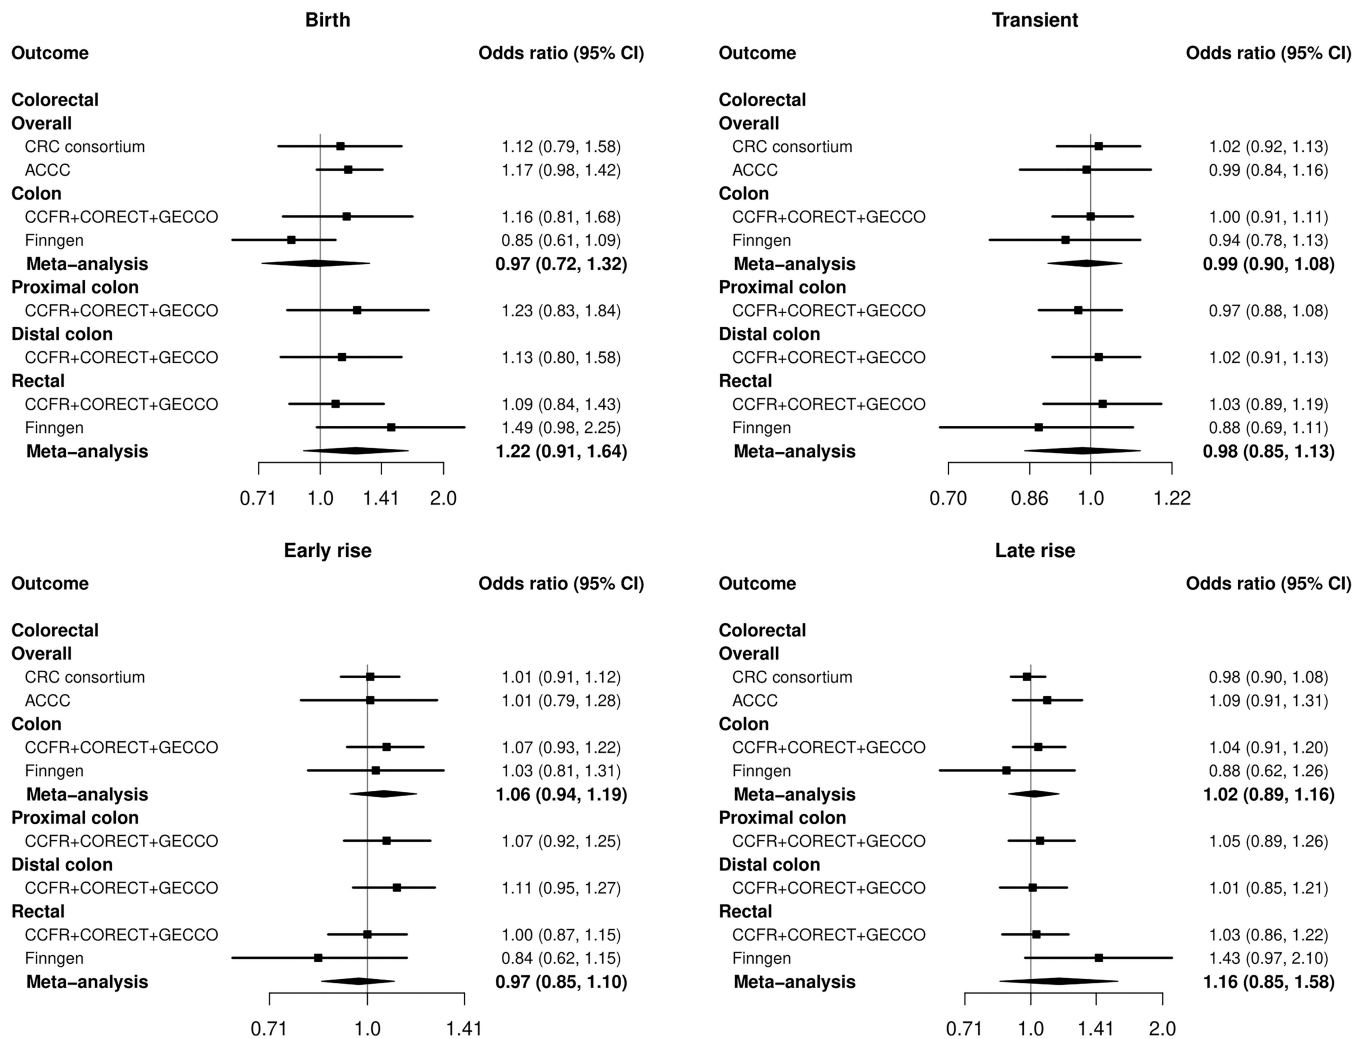 Birth
Outcome Odds ratio (95% CI)
Colorectal
Overall
CRC consortium 1.12 (0.79, 1.58)
ACCC 1.17 (0.98, 1.42)
Colon
CCFR+CORECT+GECCO 1.16 (0.81, 1.68)
Finngen 0.85 (0.61, 1.09)
Meta−analysis 0.97 (0.72, 1.32)
Proximal colon
CCFR+CORECT+GECCO 1.23 (0.83, 1.84)
Distal colon
CCFR+CORECT+GECCO 1.13 (0.80, 1.58)
Rectal
CCFR+CORECT+GECCO 1.09 (0.84, 1.43)
Finngen 1.49 (0.98, 2.25)
Meta−analysis 1.22 (0.91, 1.64)
0.71 1.0 1.41 2.0
Transient
Outcome Odds ratio (95% CI)
Colorectal
Overall
CRC consortium 1.02 (0.92, 1.13)
ACCC 0.99 (0.84, 1.16)
Colon
CCFR+CORECT+GECCO 1.00 (0.91, 1.11)
Finngen 0.94 (0.78, 1.13)
Meta−analysis 0.99 (0.90, 1.08)
Proximal colon
CCFR+CORECT+GECCO 0.97 (0.88, 1.08)
Distal colon
CCFR+CORECT+GECCO 1.02 (0.91, 1.13)
Rectal
CCFR+CORECT+GECCO 1.03 (0.89, 1.19)
Finngen 0.88 (0.69, 1.11)
Meta−analysis 0.98 (0.85, 1.13)
0.70 0.86 1.0 1.22
Early rise
Outcome Odds ratio (95% CI)
Colorectal
Overall
CRC consortium 1.01 (0.91, 1.12)
ACCC 1.01 (0.79, 1.28)
Colon
CCFR+CORECT+GECCO 1.07 (0.93, 1.22)
Finngen 1.03 (0.81, 1.31)
Meta−analysis 1.06 (0.94, 1.19)
Proximal colon
CCFR+CORECT+GECCO 1.07 (0.92, 1.25)
Distal colon
CCFR+CORECT+GECCO 1.11 (0.95, 1.27)
Rectal
CCFR+CORECT+GECCO 1.00 (0.87, 1.15)
Finngen 0.84 (0.62, 1.15)
Meta−analysis 0.97 (0.85, 1.10)
0.71 1.0 1.41
Late rise
Outcome Odds ratio (95% CI)
Colorectal
Overall
CRC consortium 0.98 (0.90, 1.08)
ACCC 1.09 (0.91, 1.31)
Colon
CCFR+CORECT+GECCO 1.04 (0.91, 1.20)
Finngen 0.88 (0.62, 1.26)
Meta−analysis 1.02 (0.89, 1.16)
Proximal colon
CCFR+CORECT+GECCO 1.05 (0.89, 1.26)
Distal colon
CCFR+CORECT+GECCO 1.01 (0.85, 1.21)
Rectal
CCFR+CORECT+GECCO 1.03 (0.86, 1.22)
Finngen 1.43 (0.97, 2.10)
Meta−analysis 1.16 (0.85, 1.58)
0.71 1.0 1.41 2.0